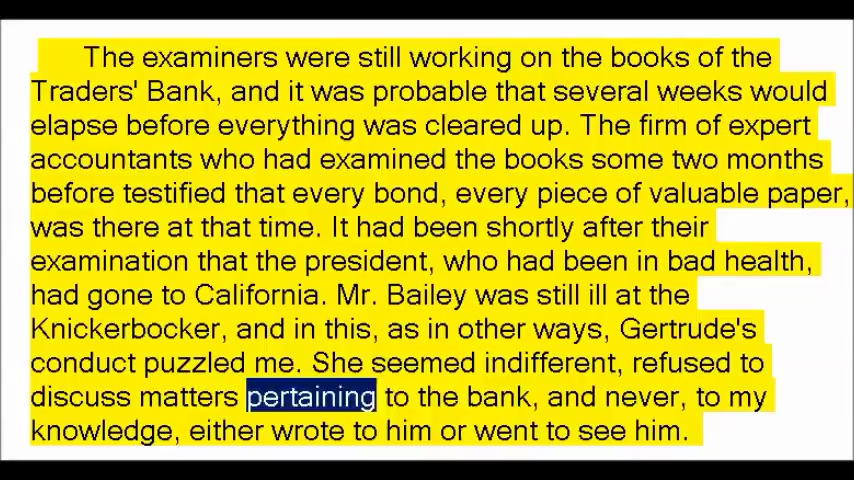 The examiners were still working on the books of the
Traders' Bank, and it was probable that several weeks would
elapse before everything was cleared up. The firm of expert
accountants who had examined the books some two months
before testified that every bond, every piece of valuable paper,
was there at that time. It had been shortly after their
examination that the president, who had been in bad health,
had gone to California. Mr. Bailey was still ill at the
Knickerbocker, and in this, as in other ways, Gertrude's
conduct puzzled me. She seemed indifferent, refused to
discuss matters pertaining to the bank, and never, to my
knowledge, either wrote to him or went to see him.